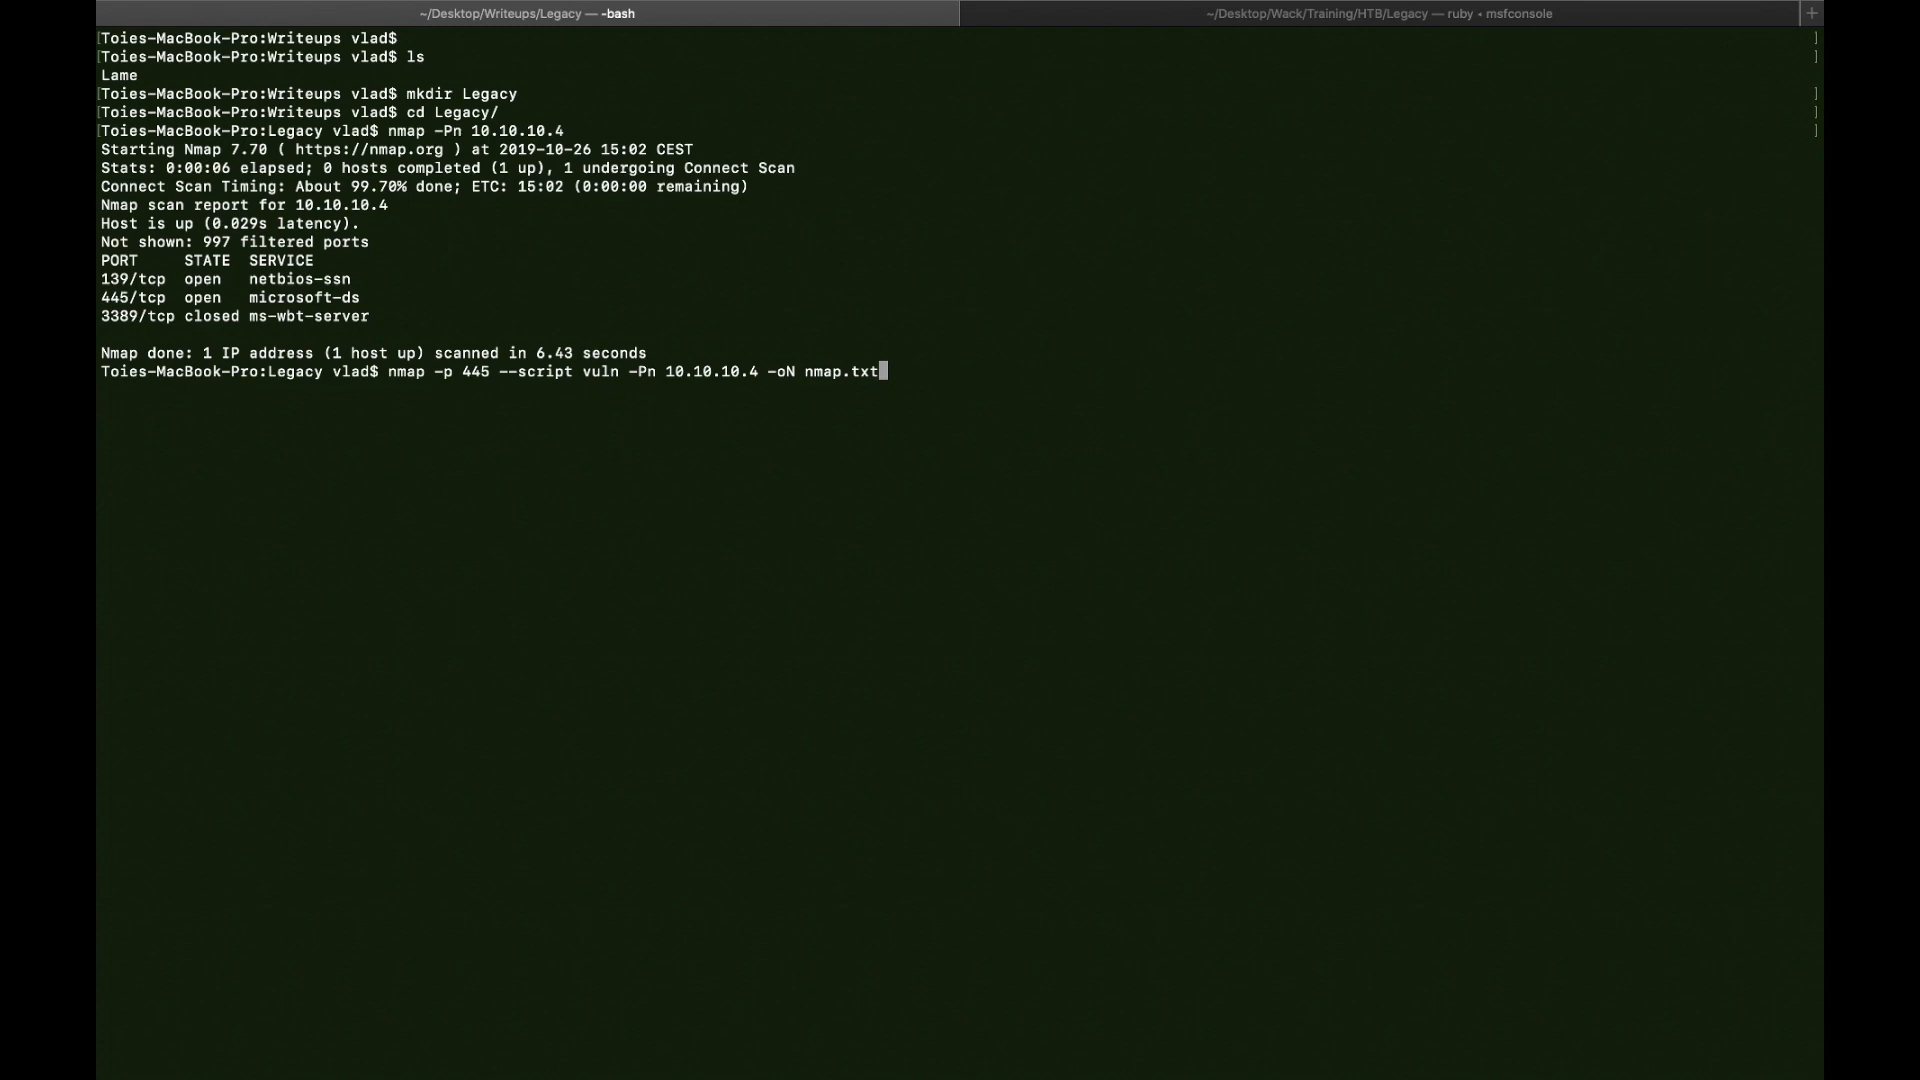 ~/Desktop/Writeups/Legacy — -bash
~/Desktop/Wack/Training/HTB/Legacy — ruby • msfconsole
+
[Toies-MacBook-Pro:Writeups vlad$ ]
[Toies-MacBook-Pro:Writeups vlad$ ls ]
Lame
[Toies-MacBook-Pro:Writeups vlad$ mkdir Legacy ]
[Toies-MacBook-Pro:Writeups vlad$ cd Legacy/ ]
[Toies-MacBook-Pro:Legacy vlad$ nmap -Pn 10.10.10.4 ]
Starting Nmap 7.70 ( https://nmap.org ) at 2019-10-26 15:02 CEST
Stats: 0:00:06 elapsed; 0 hosts completed (1 up), 1 undergoing Connect Scan
Connect Scan Timing: About 99.70% done; ETC: 15:02 (0:00:00 remaining)
Nmap scan report for 10.10.10.4
Host is up (0.029s latency).
Not shown: 997 filtered ports
PORT     STATE  SERVICE
139/tcp  open   netbios-ssn
445/tcp  open   microsoft-ds
3389/tcp closed ms-wbt-server
Nmap done: 1 IP address (1 host up) scanned in 6.43 seconds
Toies-MacBook-Pro:Legacy vlad$ nmap -p 445 --script vuln -Pn 10.10.10.4 -oN nmap.txt